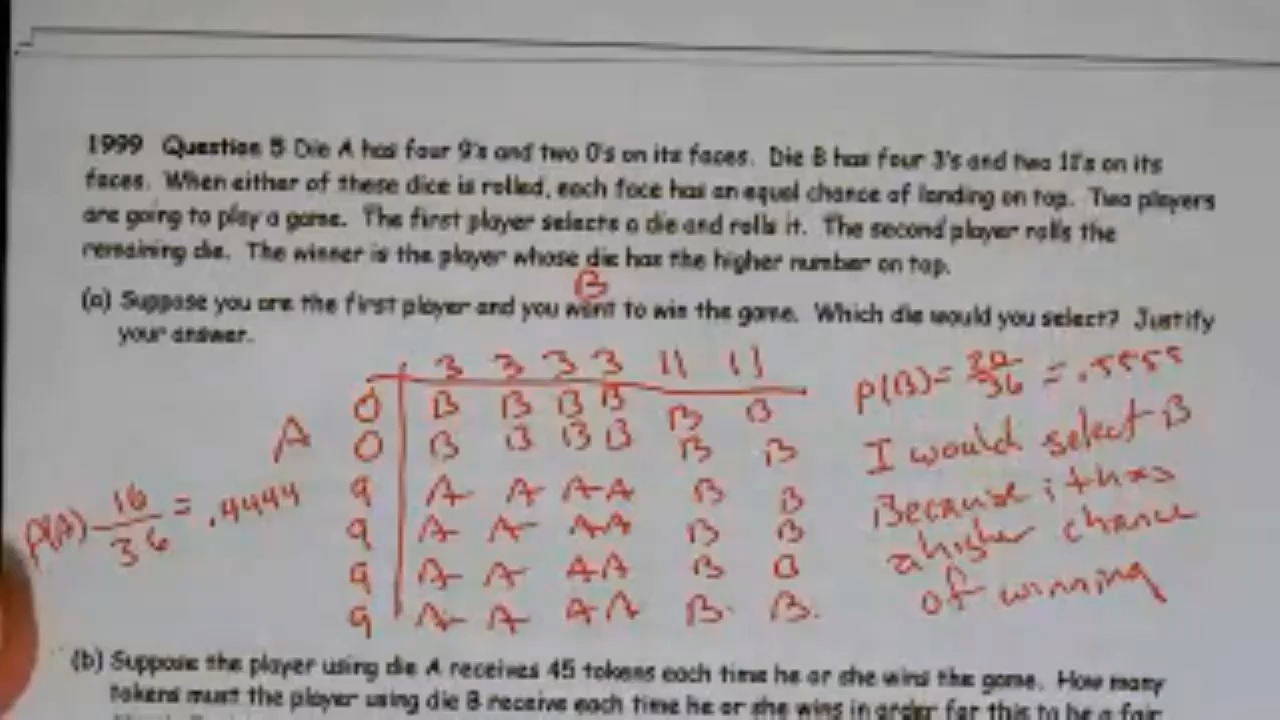 1999 Question 5 Die A has four 9's and two 0's on its faces. Die B has four 3's and two 11's on its
faces. When either of these dice is rolled, each face has an equal chance of landing on top. Two players
are going to play a game. The first player selects a die and rolls it. The second player rolls the
remaining die. The winner is the player whose die has the higher number on top.
B
(a) Suppose you are the first player and you want to win the game. Which die would you select? Justify
your answer.
3 3 3 3 11 11
0 B B B B B B
A
0 B B B B B B
9 A A A A B B
9 A A A A B B
9 A A A A B B
9 A A A A B B
P(A) 16/36 = .4444
P(B) = 20/36 = .5555
I would select B
Because it has
a higher chance
of winning
(b) Suppose the player using die A receives 45 tokens each time he or she wins the game. How many
tokens must the player using die B receive each time he or she wins in order for this to be a fair